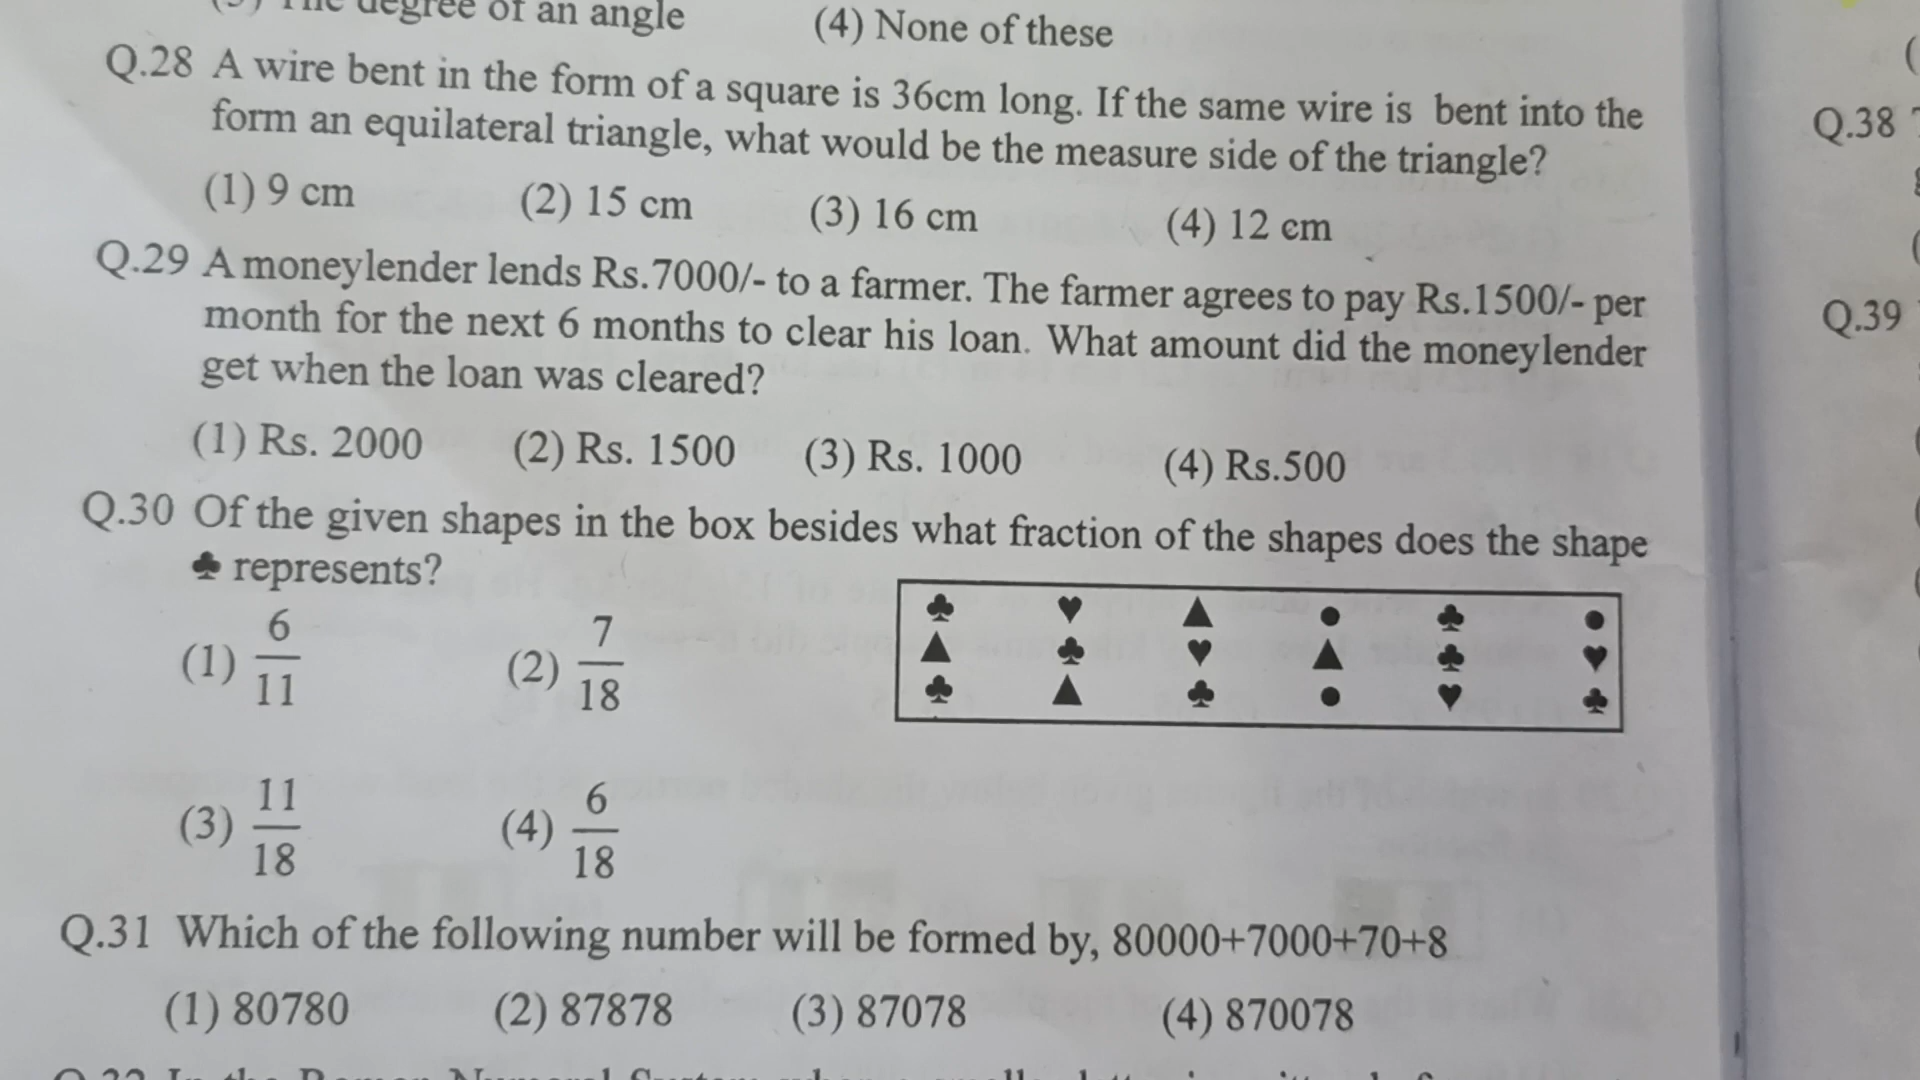 The degree of an angle (4) None of these
Q.28 A wire bent in the form of a square is 36cm long. If the same wire is bent into the
form an equilateral triangle, what would be the measure side of the triangle?
(1) 9 cm (2) 15 cm (3) 16 cm (4) 12 cm
Q.29 A moneylender lends Rs.7000/- to a farmer. The farmer agrees to pay Rs.1500/- per
month for the next 6 months to clear his loan. What amount did the moneylender
get when the loan was cleared?
(1) Rs. 2000 (2) Rs. 1500 (3) Rs. 1000 (4) Rs.500
Q.30 Of the given shapes in the box besides what fraction of the shapes does the shape
♣ represents?
(1) 6/11 (2) 7/18
(3) 11/18 (4) 6/18
Q.31 Which of the following number will be formed by, 80000+7000+70+8
(1) 80780 (2) 87878 (3) 87078 (4) 870078
Q.38
Q.39